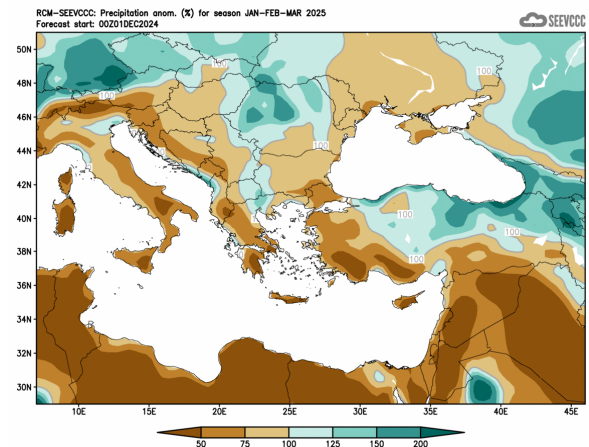 RCM-SEEVCCC: Precipitation anom. (%) for season JAN-FEB-MAR 2025
Forecast start: 00Z01DEC2024
SEEVCCC
50N
48N
46N
44N
42N
40N
38N
36N
34N
32N
30N
100
100
100
100
100
100
100
100
10E
15E
20E
25E
30E
35E
40E
45E
50
75
100
125
150
200